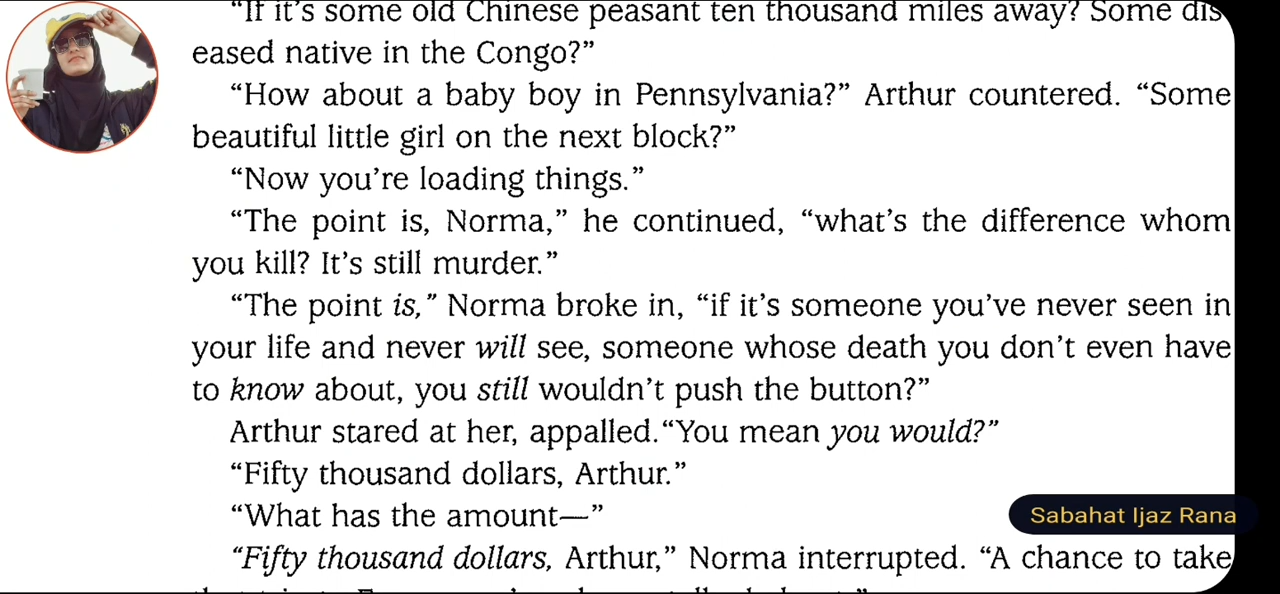 “If it’s some old Chinese peasant ten thousand miles away? Some dis
eased native in the Congo?”
“How about a baby boy in Pennsylvania?” Arthur countered. “Some
beautiful little girl on the next block?”
“Now you’re loading things.”
“The point is, Norma,” he continued, “what’s the difference whom
you kill? It’s still murder.”
“The point is,” Norma broke in, “if it’s someone you’ve never seen in
your life and never will see, someone whose death you don’t even have
to know about, you still wouldn’t push the button?”
Arthur stared at her, appalled.“You mean you would?”
“Fifty thousand dollars, Arthur.”
“What has the amount—”
Sabahat Ijaz Rana
“Fifty thousand dollars, Arthur,” Norma interrupted. “A chance to take